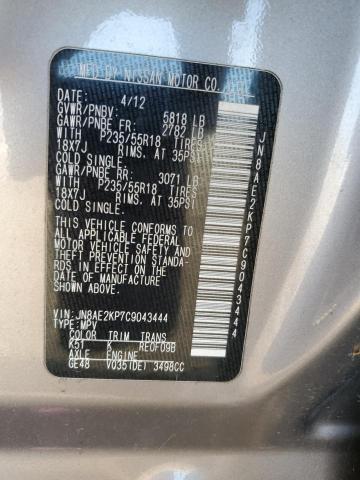 MFD BY NISSAN MOTOR CO.,LTD.
4/12
GVWR/PNBV: 5818 LB
GAWR/PNBE FR: 2782 LB
WITH P235/55R18 TIRES
18X7J RIMS, AT 35PSI
COLD SINGLE.
GAWR/PNBE RR: 3071 LB
WITH P235/55R18 TIRES
18X7J RIMS, AT 35PSI
COLD SINGLE.
THIS VEHICLE CONFORMS TO
ALL APPLICABLE FEDERAL
MOTOR VEHICLE SAFETY AND
THEFT PREVENTION STANDA-
RDS IN EFFECT ON THE
DATE OF MANUFACTURE
SHOWN ABOVE.
VIN:JN8AE2KP7C9043444
TYPE:MPV
COLOR TRIM TRANS
K51 K RE0F09B
AXLE ENGINE
GE48 VQ35(DE) 3498CC
JN8AE2KP7C9043444